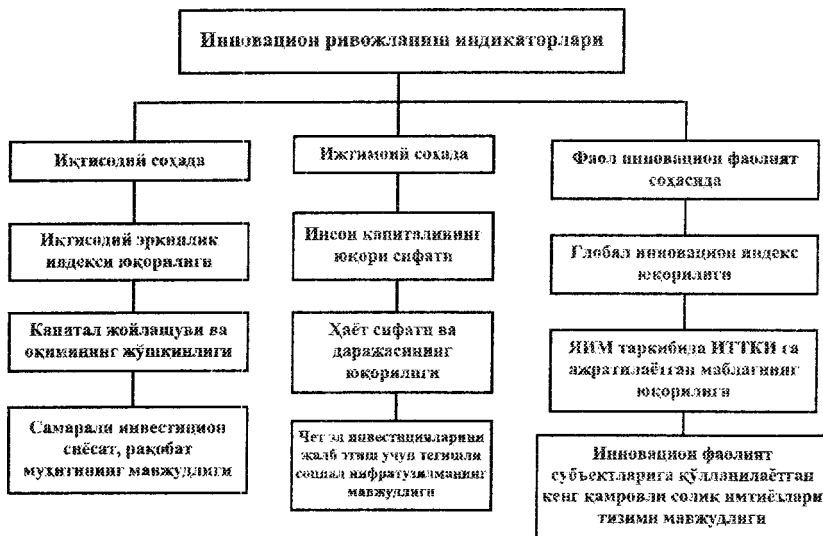 Инновацион ривожланиш индикаторлари
Иқтисодий соҳада
Иқтисодий эркинлик
индекси юқорилиги
Капитал жойлашуви ва
оқимининг жўшқинлиги
Самарали инвестицион
сиёсат, рақобат
муҳитининг мавжудлиги
Ижтимоий соҳада
Инсон капиталининг
юқори сифати
Ҳаёт сифати ва
даражасининг
юқорилиги
Чет эл инвестицияларини
жалб этиш учун тегишли
социал инфратузилманинг
мавжудлиги
Фаол инновацион фаолият
соҳасида
Глобал инновацион индекс
юқорилиги
ЯИМ таркибида ИТТКИ га
ажратилаётган маблағнинг
юқорилиги
Инновацион фаолият
субъектларига қўлланилаётган
кенг қамровли солиқ имтиёзлари
тизими мавжудлиги